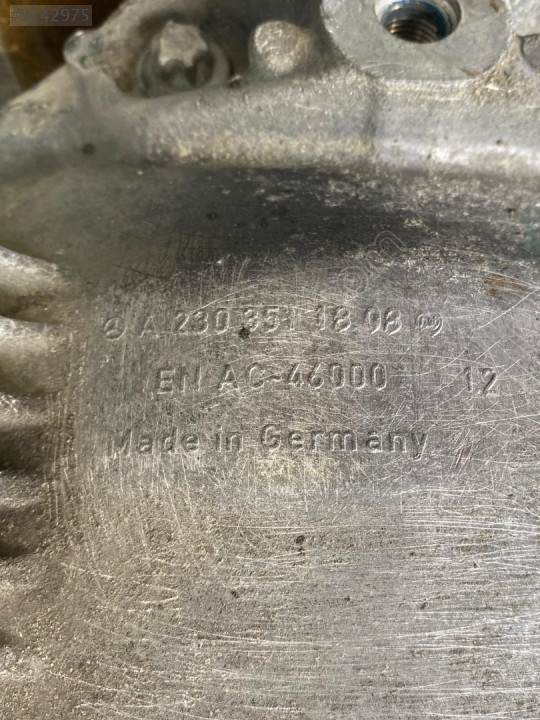 A 230 351 18 08
EN AC-46000 12
Made in Germany